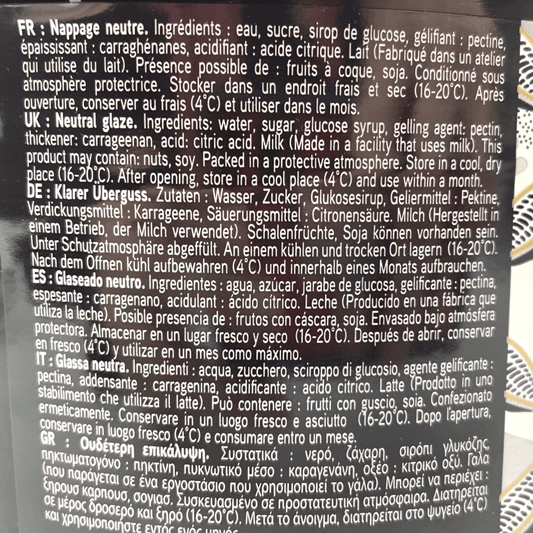 FR : Nappage neutre. Ingrédients : eau, sucre, sirop de glucose, gélifiant : pectine,
épaississant : carraghénanes, acidifiant : acide citrique. Lait (Fabriqué dans un atelier
qui utilise du lait). Présence possible de : fruits à coque, soja. Conditionné sous
atmosphère protectrice. Stocker dans un endroit frais et sec (16-20°C). Après
ouverture, conserver au frais (4°C) et utiliser dans le mois.
UK : Neutral glaze. Ingredients: water, sugar, glucose syrup, gelling agent: pectin,
thickener: carrageenan, acid: citric acid. Milk (Made in a facility that uses milk). This
product may contain: nuts, soy. Packed in a protective atmosphere. Store in a cool, dry
place (16-20°C). After opening, store in a cool place (4°C) and use within a month.
DE : Klarer Überguss. Zutaten : Wasser, Zucker, Glukosesirup, Geliermittel : Pektine,
Verdickungsmittel : Karrageene, Säuerungsmittel : Citronensäure. Milch (Hergestellt in
einem Betrieb, der Milch verwendet). Schalenfrüchte, Soja können vorhanden sein.
Unter Schutzatmosphäre abgeffült. An einem kühlen und trocken Ort lagern (16-20°C).
Nach dem Öffnen kühl aufbewahren (4°C) und innerhalb eines Monats aufbrauchen.
ES : Glaseado neutro. Ingredientes : agua, azúcar, jarabe de glucosa, gelificante : pectina,
espesante : carragenano, acidulant : ácido cítrico. Leche (Producido en una fábrica que
utiliza la leche). Posible presencia de : frutos con cáscara, soja. Envasado bajo atmósfera
protectora. Almacenar en un lugar fresco y seco (16-20°C). Después de abrir, conservar
en fresco (4°C) y utilizar en un mes como máximo.
IT : Glassa neutra. Ingredienti : acqua, zucchero, sciroppo di glucosio, agente gelificante :
pectina, addensante : carragenina, acidificante : acido citrico. Latte (Prodotto in uno
stabilimento che utilizza il latte). Può contenere : frutti con guscio, soia. Confezionato
ermeticamente. Conservare in un luogo fresco e asciutto (16-20°C). Dopo l'apertura,
conservare in luogo fresco (4°C) e consumare entro un mese.
GR : Ουδέτερη επικάλυψη. Συστατικά : νερό, ζάχαρη, σιρόπι γλυκόζης,
πηκτωματογόνο : πηκτίνη, πυκνωτικό μέσο : καραγενάνη, οξέο : κιτρικό οξύ. Γάλα
(που παράγεται σε ένα εργοστάσιο που χρησιμοποιεί το γάλα). Μπορεί να περιέχει :
ξηρους καρπους, σογιασ. Συσκευασμένο σε προστατευτική ατμόσφαιρα. Διατηρείται
σε μέρος δροσερό και ξηρό (16-20°C). Μετά το άνοιγμα, διατηρείται στο ψυγείο (4°C)
και χρησιμοποιήστε εντός ενός μηνός.